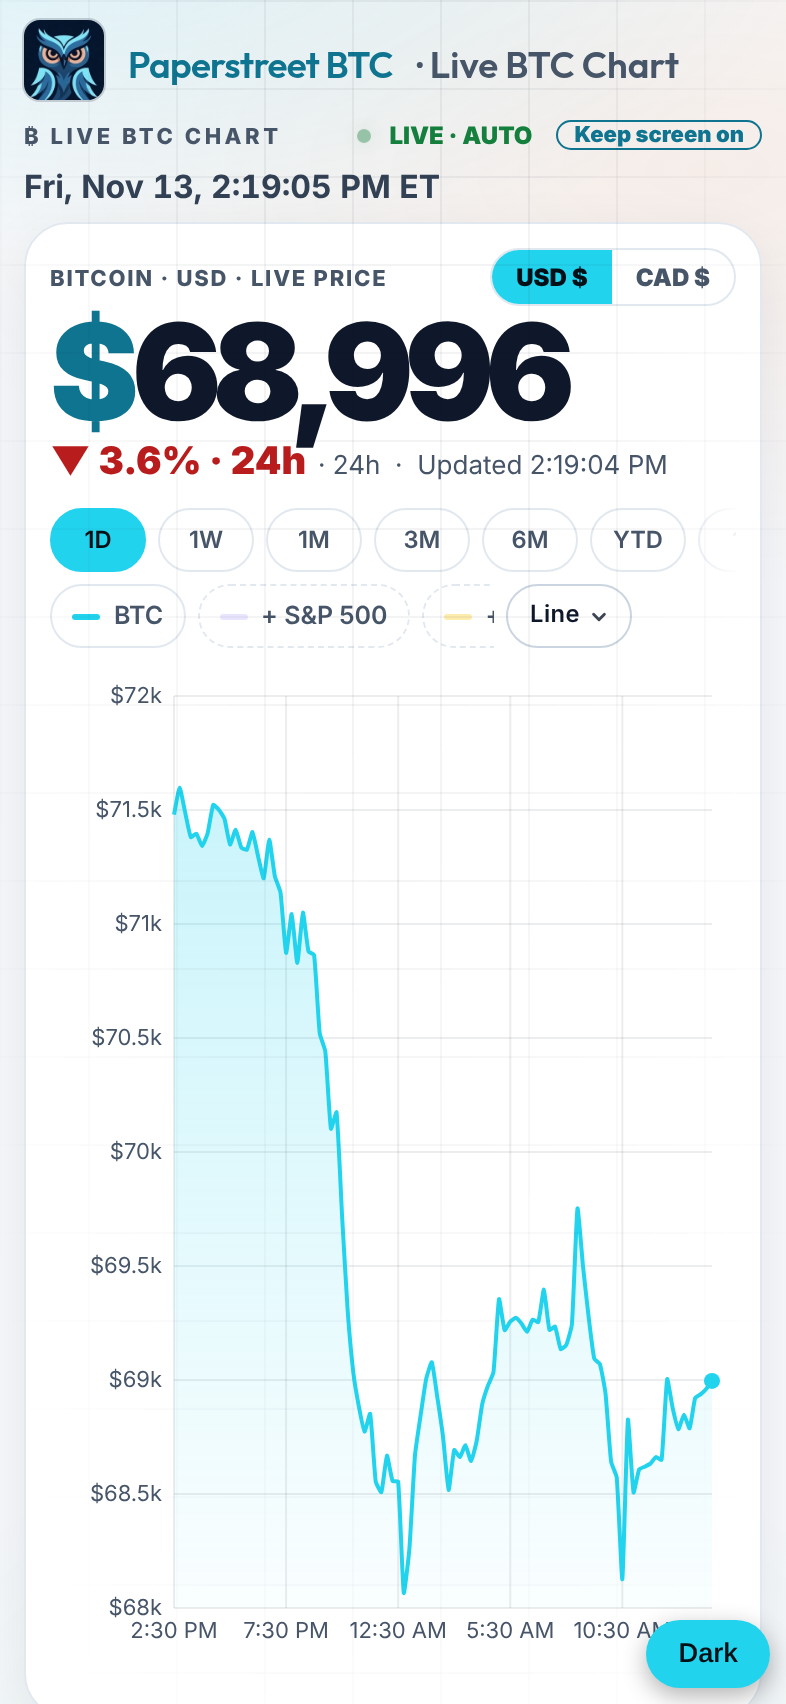 Paperstreet BTC · Live BTC Chart
₿ LIVE BTC CHART LIVE · AUTO Keep screen on
Fri, Nov 13, 2:19:05 PM ET
BITCOIN · USD · LIVE PRICE USD $ CAD $
$68,996
▼ 3.6% · 24h · 24h · Updated 2:19:04 PM
1D 1W 1M 3M 6M YTD
BTC + S&P 500 + Line
$72k
$71.5k
$71k
$70.5k
$70k
$69.5k
$69k
$68.5k
$68k
2:30 PM 7:30 PM 12:30 AM 5:30 AM 10:30 AM
Dark